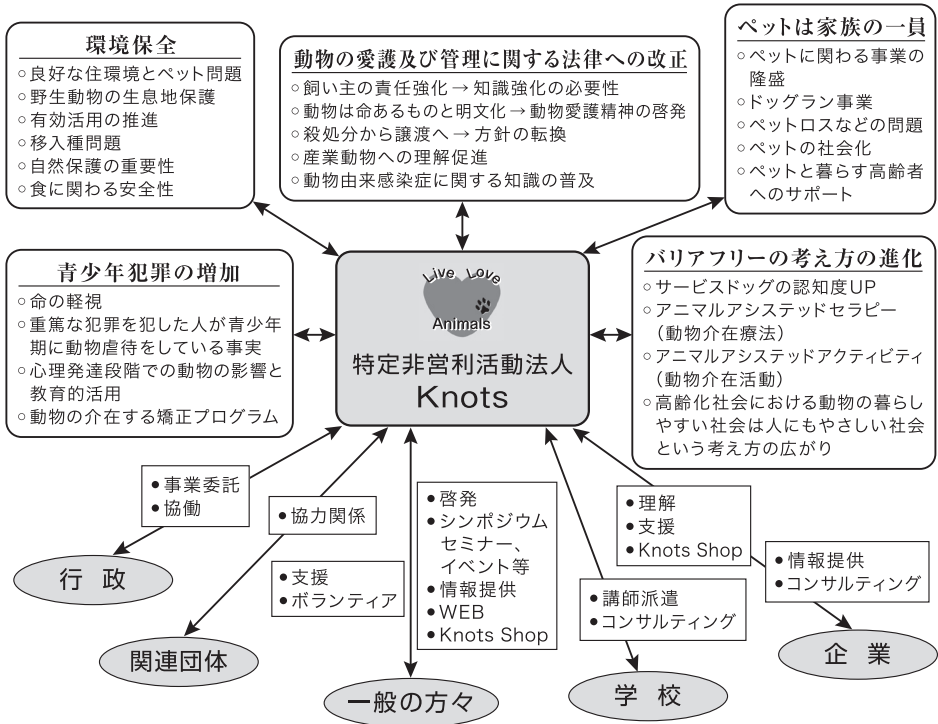 環境保全
○良好な住環境とペット問題
○野生動物の生息地保護
○有効活用の推進
○移入種問題
○自然保護の重要性
○食に関わる安全性
動物の愛護及び管理に関する法律への改正
○飼い主の責任強化→知識強化の必要性
○動物は命あるものと明文化→動物愛護精神の啓発
○殺処分から譲渡へ→方針の転換
○産業動物への理解促進
○動物由来感染症に関する知識の普及
ペットは家族の一員
○ペットに関わる事業の
隆盛
○ドッグラン事業
○ペットロスなどの問題
○ペットの社会化
○ペットと暮らす高齢者
へのサポート
青少年犯罪の増加
○命の軽視
○重篤な犯罪を犯した人が青少年
期に動物虐待をしている事実
○心理発達段階での動物の影響と
教育的活用
○動物の介在する矯正プログラム
Live Love
Animals
特定非営利活動法人
Knots
バリアフリーの考え方の進化
○サービスドッグの認知度UP
○アニマルアシステッドセラピー
（動物介在療法）
○アニマルアシステッドアクティビティ
（動物介在活動）
○高齢化社会における動物の暮らし
やすい社会は人にもやさしい社会
という考え方の広がり
●事業委託
●協働
●協力関係
●支援
●ボランティア
●啓発
●シンポジウム
セミナー、
イベント等
●情報提供
●WEB
●Knots Shop
●理解
●支援
●Knots Shop
●講師派遣
●コンサルティング
●情報提供
●コンサルティング
行 政
関連団体
一般の方々
学 校
企 業